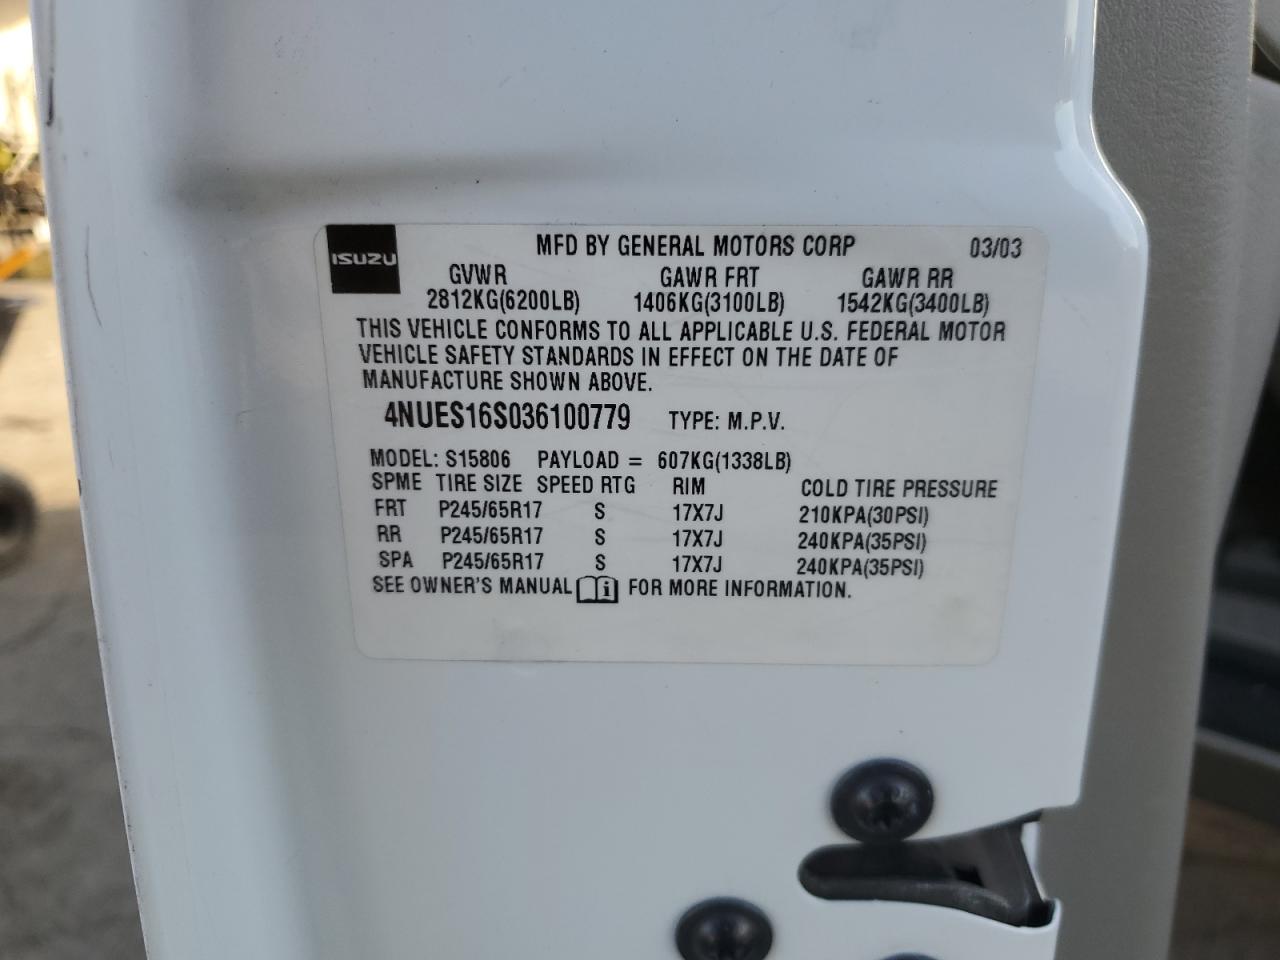 ISUZU MFD BY GENERAL MOTORS CORP 03/03
GVWR GAWR FRT GAWR RR
2812KG(6200LB) 1406KG(3100LB) 1542KG(3400LB)
THIS VEHICLE CONFORMS TO ALL APPLICABLE U.S. FEDERAL MOTOR
VEHICLE SAFETY STANDARDS IN EFFECT ON THE DATE OF
MANUFACTURE SHOWN ABOVE.
4NUES16S036100779 TYPE: M.P.V.
MODEL: S15806 PAYLOAD = 607KG(1338LB)
SPME TIRE SIZE SPEED RTG RIM COLD TIRE PRESSURE
FRT P245/65R17 S 17X7J 210KPA(30PSI)
RR P245/65R17 S 17X7J 240KPA(35PSI)
SPA P245/65R17 S 17X7J 240KPA(35PSI)
SEE OWNER'S MANUAL i FOR MORE INFORMATION.